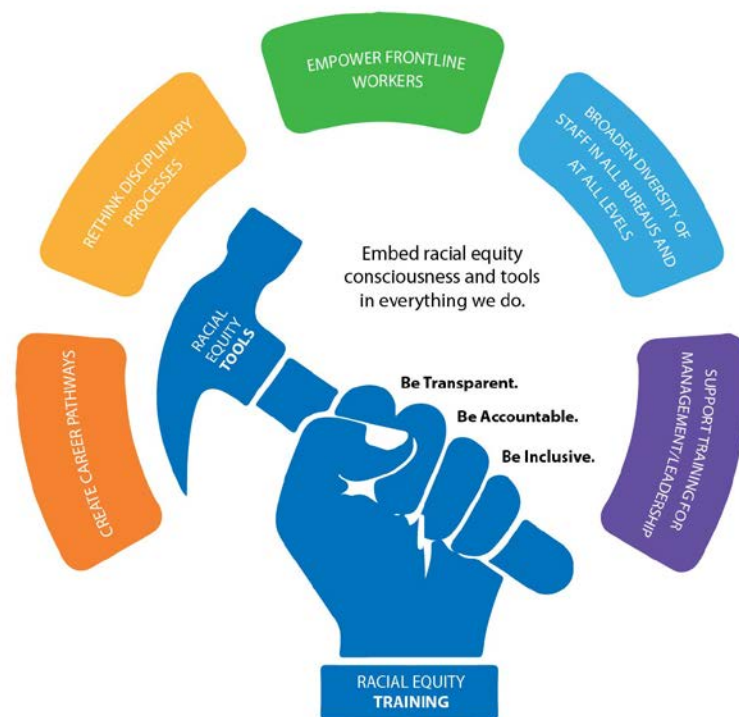 CREATE CAREER PATHWAYS
RETHINK DISCIPLINARY
PROCESSES
EMPOWER FRONTLINE
WORKERS
BROADEN DIVERSITY OF
STAFF IN ALL BUREAUS AND
AT ALL LEVELS
SUPPORT TRAINING FOR
MANAGEMENT/LEADERSHIP
Embed racial equity
consciousness and tools
in everything we do.
RACIAL
EQUITY
TOOLS
Be Transparent.
Be Accountable.
Be Inclusive.
RACIAL EQUITY
TRAINING